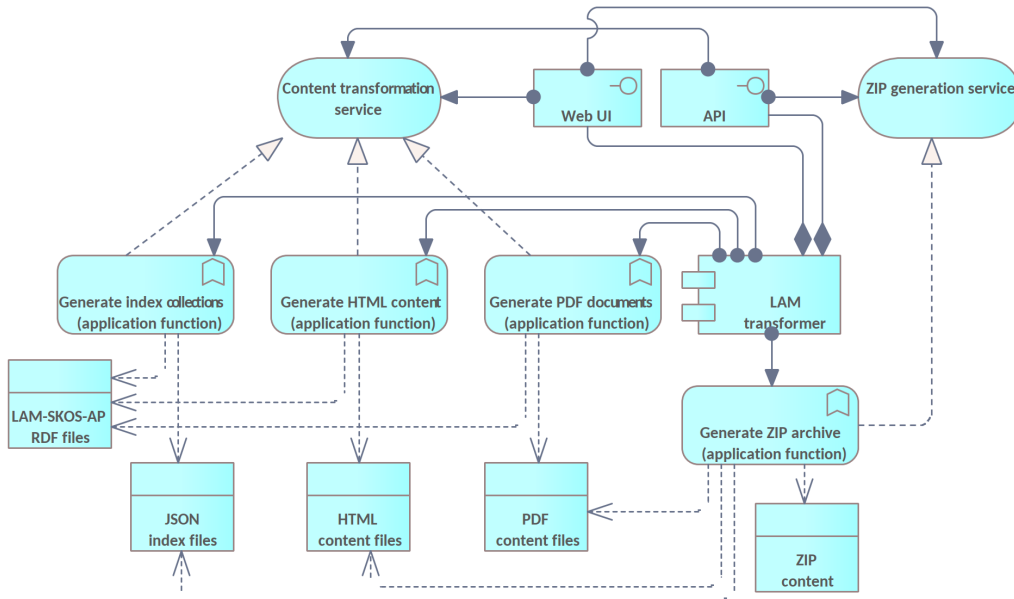 Content transformation
service
Web UI
API
ZIP generation service
Generate index collections
(application function)
Generate HTML content
(application function)
Generate PDF documents
(application function)
LAM
transformer
LAM-SKOS-AP
RDF files
Generate ZIP archive
(application function)
JSON
index files
HTML
content files
PDF
content files
ZIP
content